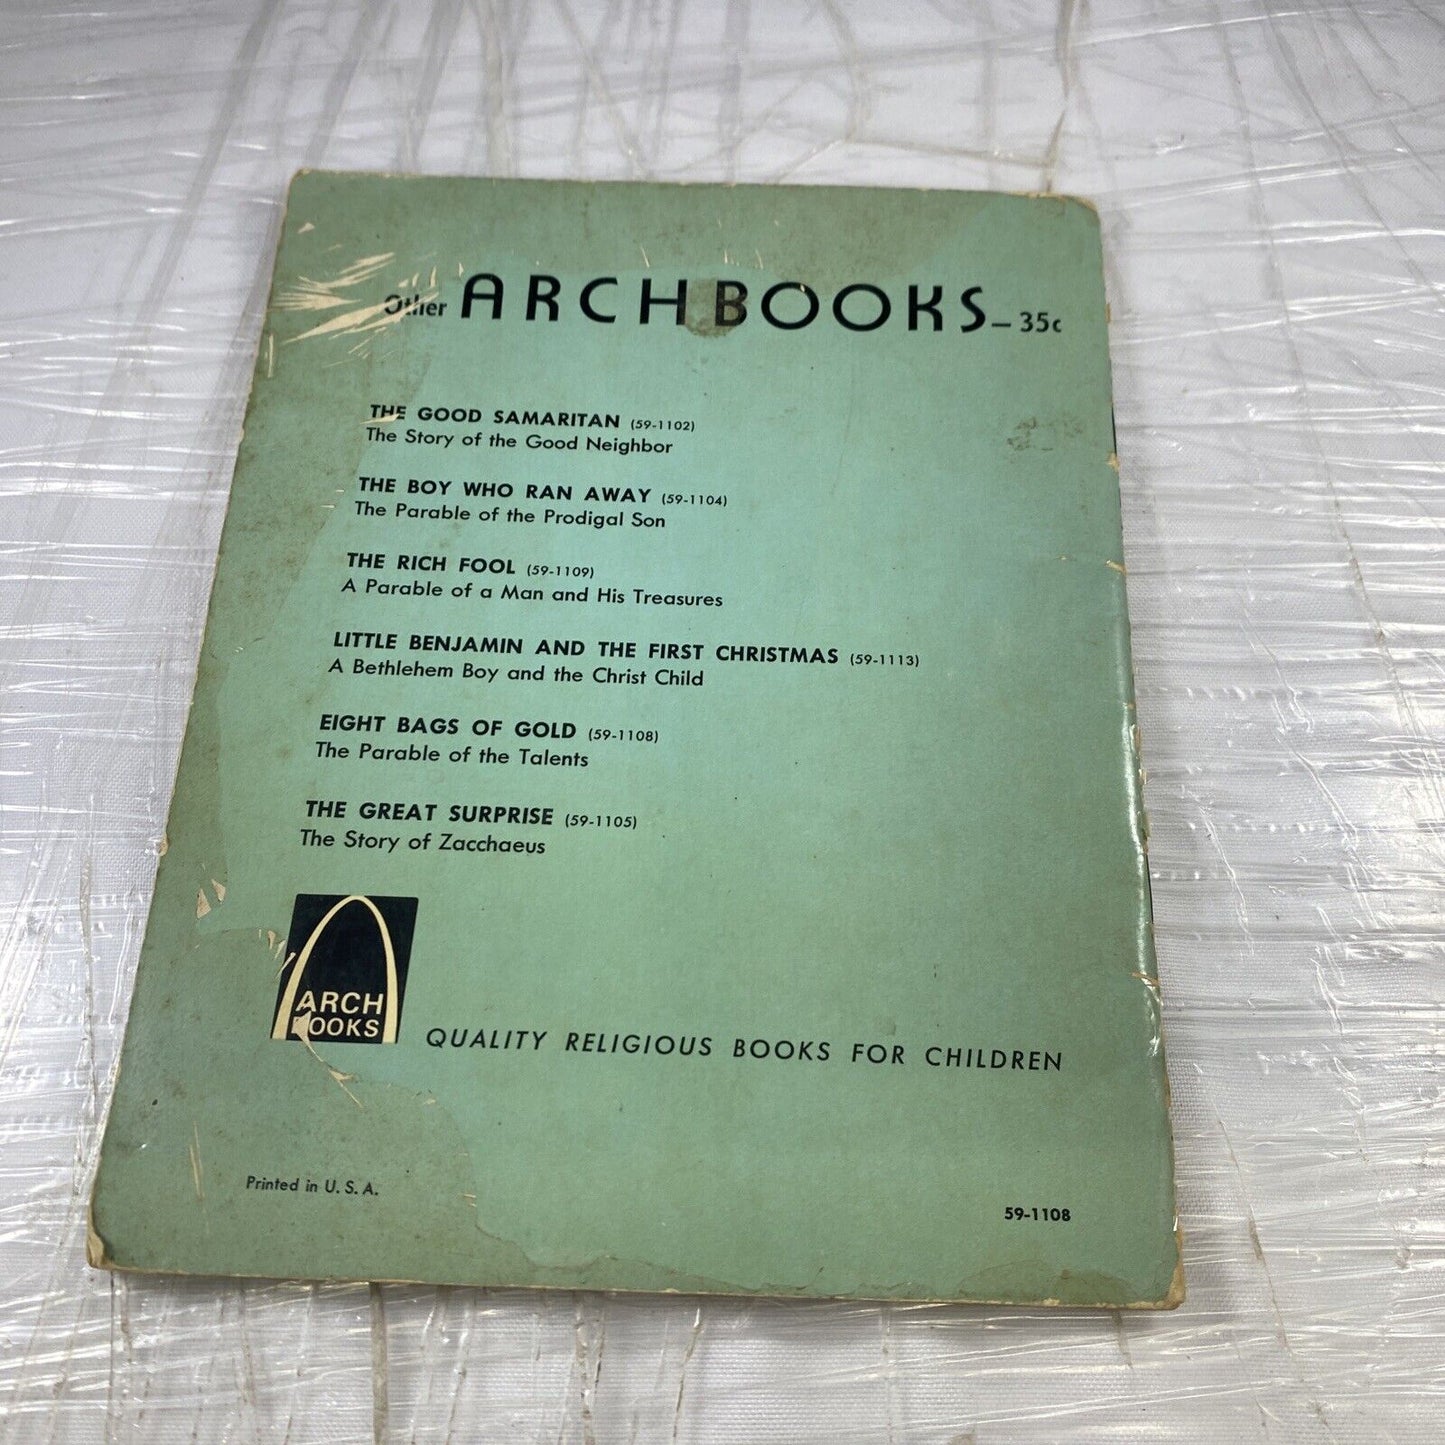 Other ARCH BOOKS – 35c
THE GOOD SAMARITAN (59-1102)
The Story of the Good Neighbor
THE BOY WHO RAN AWAY (59-1104)
The Parable of the Prodigal Son
THE RICH FOOL (59-1109)
A Parable of a Man and His Treasures
LITTLE BENJAMIN AND THE FIRST CHRISTMAS (59-1113)
A Bethlehem Boy and the Christ Child
EIGHT BAGS OF GOLD (59-1108)
The Parable of the Talents
THE GREAT SURPRISE (59-1105)
The Story of Zacchaeus
ARCH
BOOKS
QUALITY RELIGIOUS BOOKS FOR CHILDREN
Printed in U. S. A.
59-1108